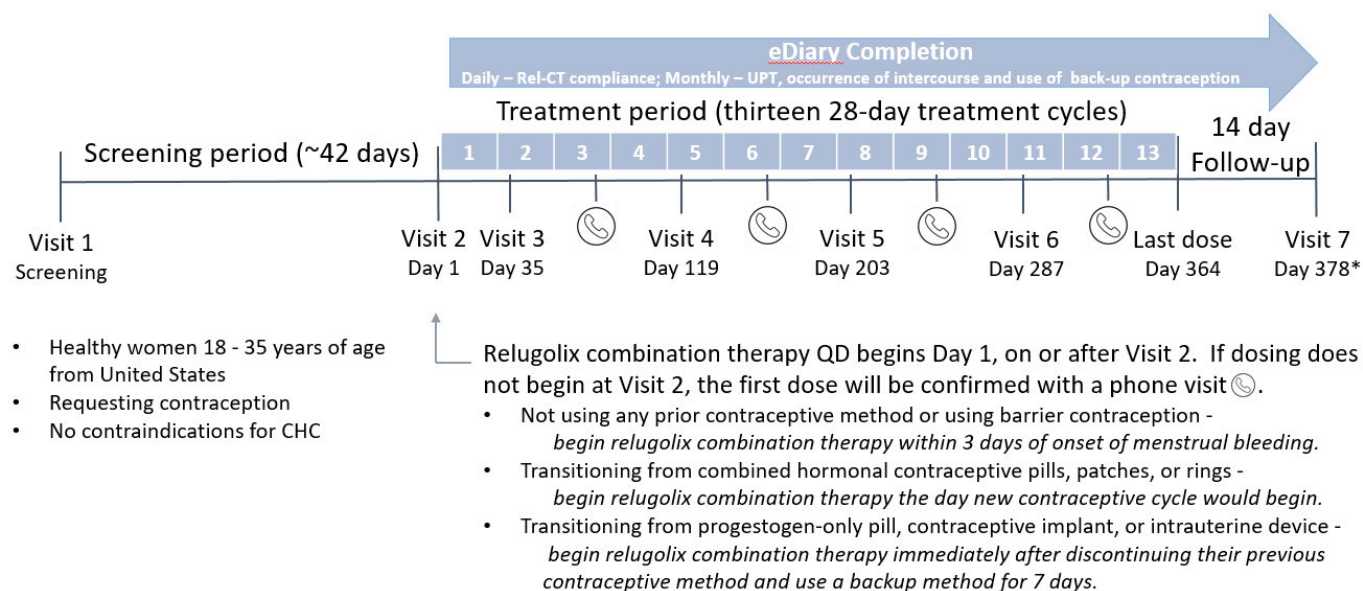 eDiary Completion
Daily – Rel-CT compliance; Monthly – UPT, occurrence of intercourse and use of back-up contraception
Treatment period (thirteen 28-day treatment cycles)
14 day
Follow-up
Screening period (~42 days)
1 2 3 4 5 6 7 8 9 10 11 12 13
Visit 1
Screening
Visit 2
Day 1
Visit 3
Day 35
Visit 4
Day 119
Visit 5
Day 203
Visit 6
Day 287
Last dose
Day 364
Visit 7
Day 378*
• Healthy women 18 - 35 years of age
from United States
• Requesting contraception
• No contraindications for CHC
Relugolix combination therapy QD begins Day 1, on or after Visit 2. If dosing does
not begin at Visit 2, the first dose will be confirmed with a phone visit .
• Not using any prior contraceptive method or using barrier contraception -
begin relugolix combination therapy within 3 days of onset of menstrual bleeding.
• Transitioning from combined hormonal contraceptive pills, patches, or rings -
begin relugolix combination therapy the day new contraceptive cycle would begin.
• Transitioning from progestogen-only pill, contraceptive implant, or intrauterine device -
begin relugolix combination therapy immediately after discontinuing their previous
contraceptive method and use a backup method for 7 days.